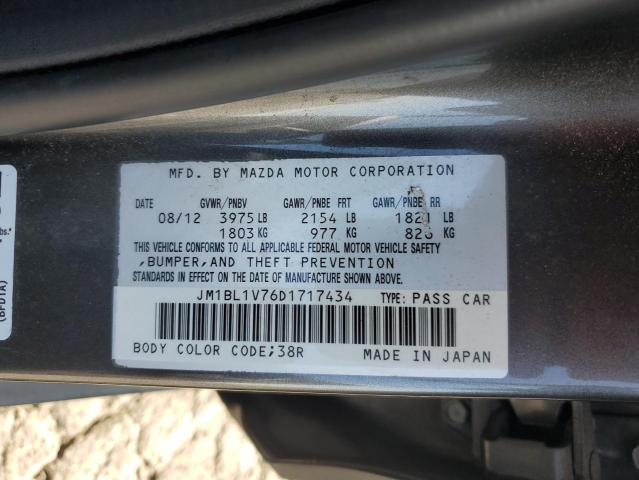 MFD. BY MAZDA MOTOR CORPORATION
DATE GVWR/PNBV GAWR/PNBE FRT GAWR/PNBE RR
08/12 3975 LB 2154 LB 1821 LB
1803 KG 977 KG 826 KG
THIS VEHICLE CONFORMS TO ALL APPLICABLE FEDERAL MOTOR VEHICLE SAFETY
,BUMPER,AND THEFT PREVENTION
STANDARDS IN EFFECT ON THE DATE OF MANUFACTURE SHOWN ABOVE.
JM1BL1V76D1717434 TYPE: PASS CAR
BODY COLOR CODE;38R MADE IN JAPAN
lbs.*
(BFD1A)